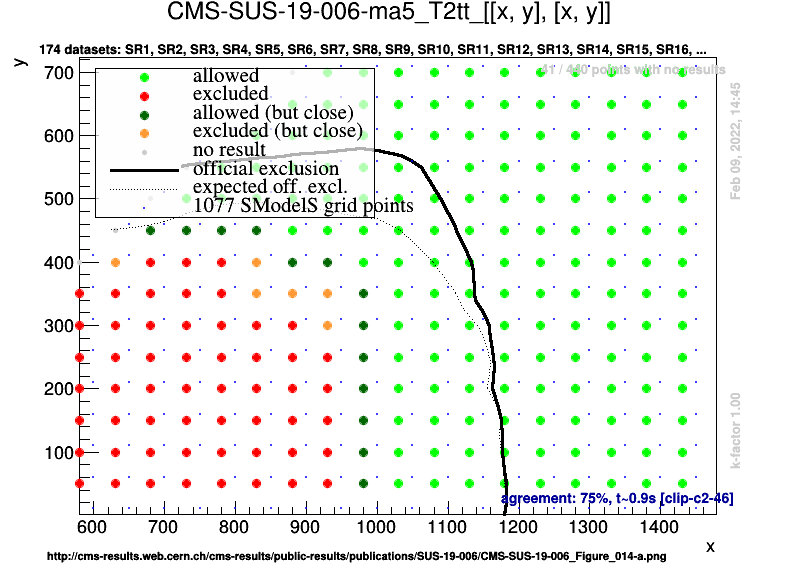 CMS-SUS-19-006-ma5_T2tt_[[x, y], [x, y]]
174 datasets: SR1, SR2, SR3, SR4, SR5, SR6, SR7, SR8, SR9, SR10, SR11, SR12, SR13, SR14, SR15, SR16, ...
y
41 / 440 points with no results
allowed
excluded
allowed (but close)
excluded (but close)
no result
official exclusion
expected off. excl.
1077 SModelS grid points
700
600
500
400
300
200
100
Feb 09, 2022, 14:45
k-factor 1.00
agreement: 75%, t~0.9s [clip-c2-46]
600 700 800 900 1000 1100 1200 1300 1400
x
http://cms-results.web.cern.ch/cms-results/public-results/publications/SUS-19-006/CMS-SUS-19-006_Figure_014-a.png